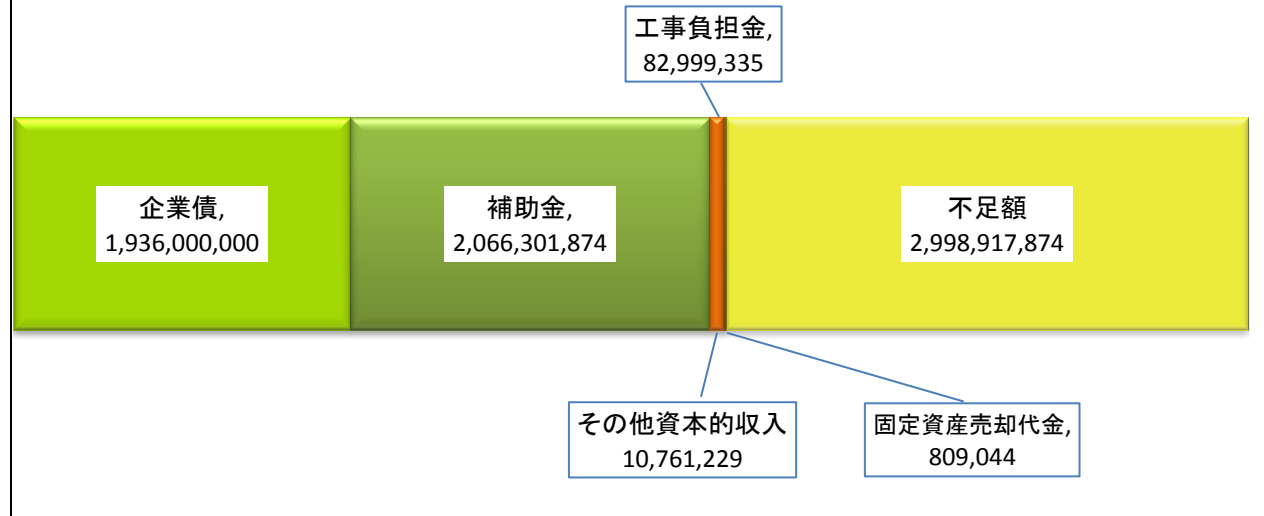 工事負担金,
82,999,335
企業債,
1,936,000,000
補助金,
2,066,301,874
不足額
2,998,917,874
その他資本的収入
10,761,229
固定資産売却代金,
809,044